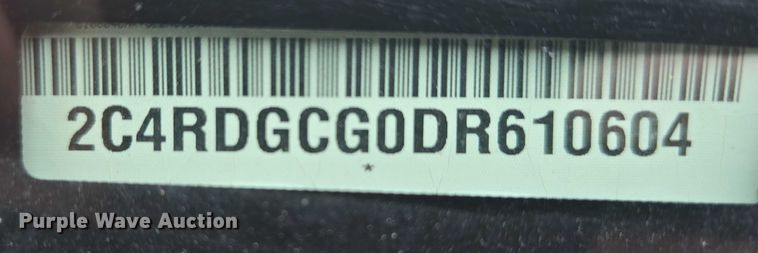 2C4RDGCG0DR610604
*
Purple Wave Auction